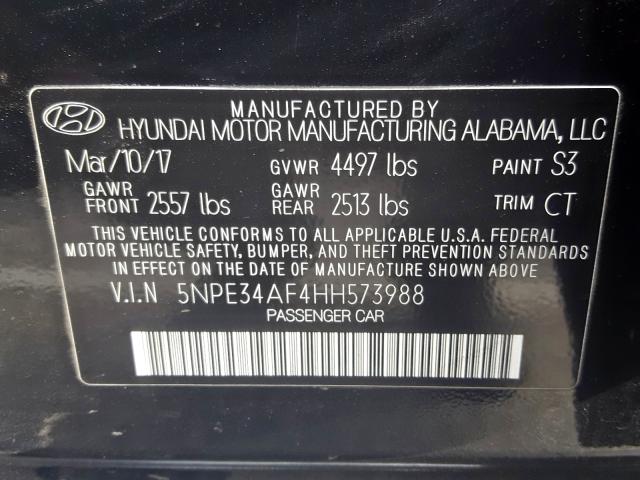 MANUFACTURED BY
HYUNDAI MOTOR MANUFACTURING ALABAMA, LLC
Mar/10/17 GVWR 4497 lbs PAINT S3
GAWR FRONT 2557 lbs GAWR REAR 2513 lbs TRIM CT
THIS VEHICLE CONFORMS TO ALL APPLICABLE U.S.A. FEDERAL
MOTOR VEHICLE SAFETY, BUMPER, AND THEFT PREVENTION STANDARDS
IN EFFECT ON THE DATE OF MANUFACTURE SHOWN ABOVE
V.I.N 5NPE34AF4HH573988
PASSENGER CAR